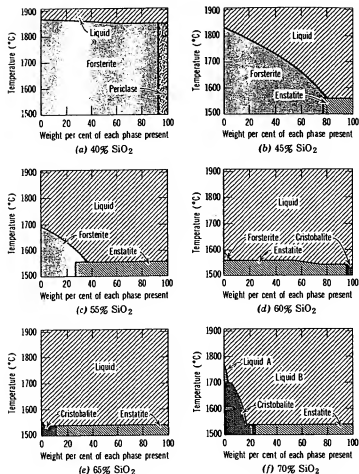 Temperature (°C)
1900
1800
1700
1600
1500
Liquid
Forsterite
Periclase
0 20 40 60 80 100
Weight per cent of each phase present
(a) 40% SiO2
Temperature (°C)
1900
1800
1700
1600
1500
Liquid
Forsterite
Enstatite
0 20 40 60 80 100
Weight per cent of each phase present
(b) 45% SiO2
Temperature (°C)
1900
1800
1700
1600
1500
Liquid
Forsterite
Enstatite
0 20 40 60 80 100
Weight per cent of each phase present
(c) 55% SiO2
Temperature (°C)
1900
1800
1700
1600
1500
Liquid
Forsterite Cristobalite
Enstatite
0 20 40 60 80 100
Weight per cent of each phase present
(d) 60% SiO2
Temperature (°C)
1900
1800
1700
1600
1500
Liquid
Cristobalite Enstatite
0 20 40 60 80 100
Weight per cent of each phase present
(e) 65% SiO2
Temperature (°C)
1900
1800
1700
1600
1500
Liquid A
Liquid B
Cristobalite
Enstatite
0 20 40 60 80 100
Weight per cent of each phase present
(f) 70% SiO2